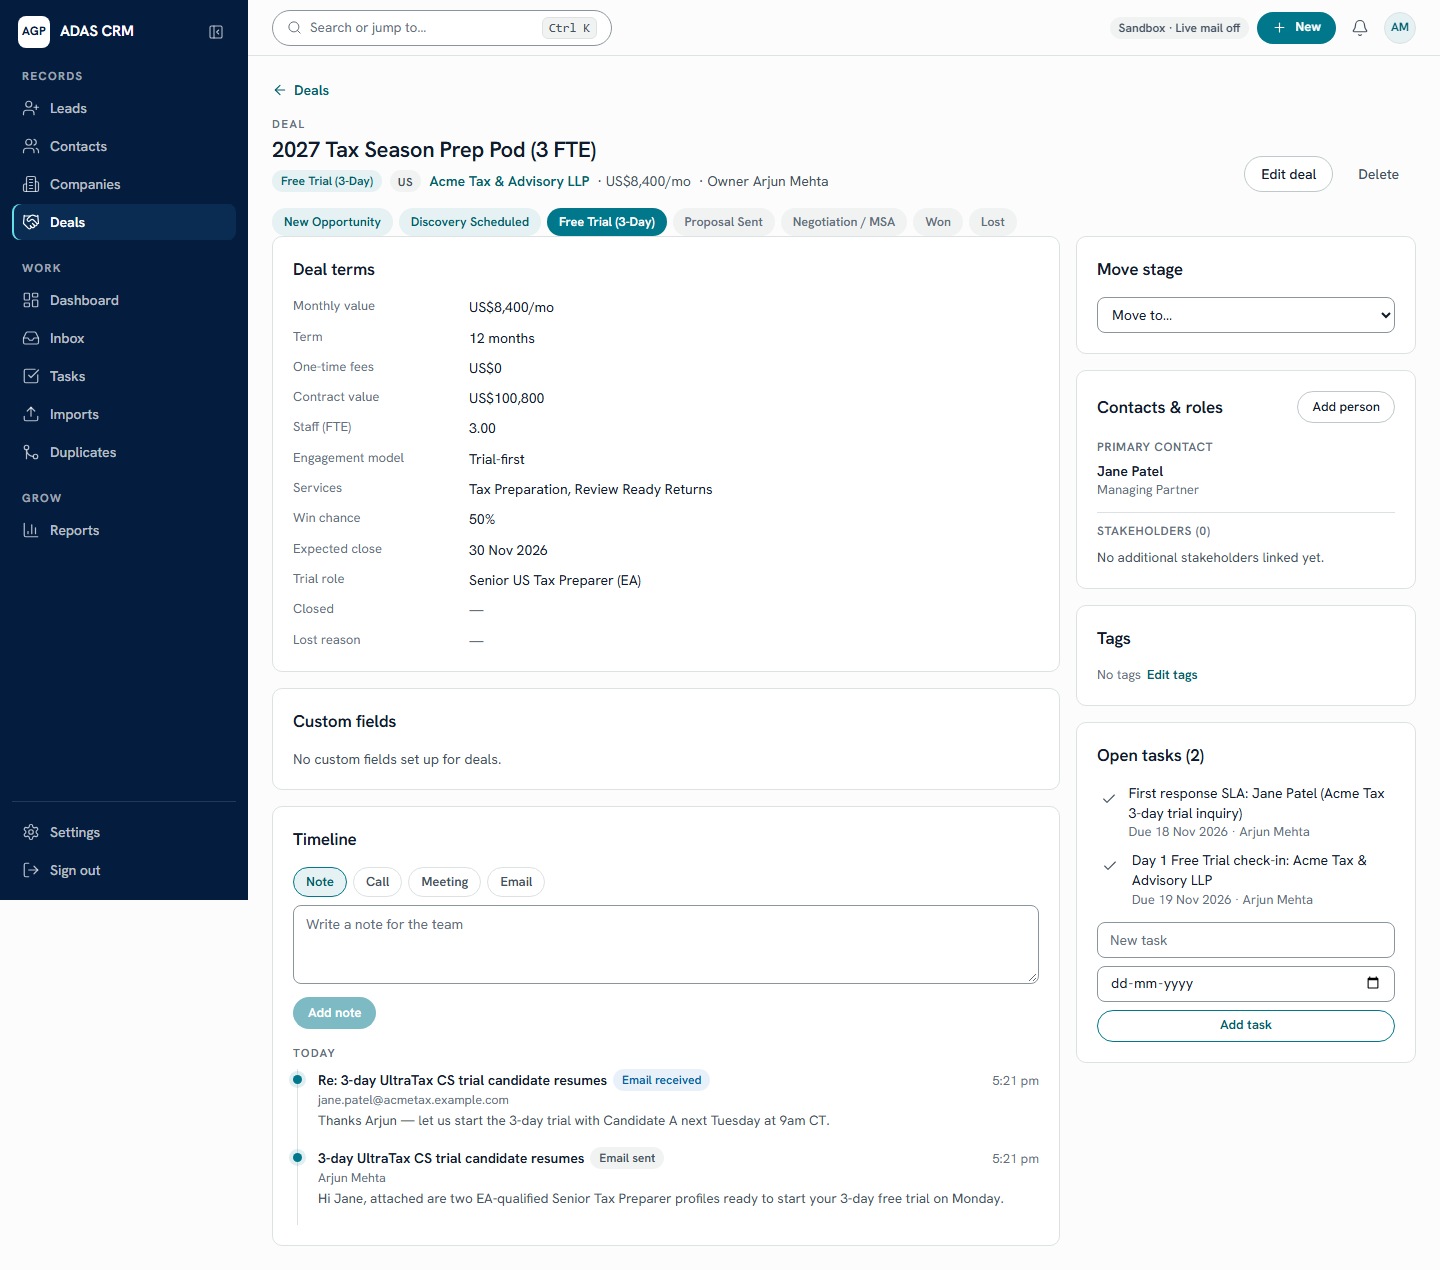 AGP
ADAS CRM
RECORDS
Leads
Contacts
Companies
Deals
WORK
Dashboard
Inbox
Tasks
Imports
Duplicates
GROW
Reports
Settings
Sign out
Search or jump to...
Ctrl K
Sandbox · Live mail off
New
AM
Deals
DEAL
2027 Tax Season Prep Pod (3 FTE)
Free Trial (3-Day) US Acme Tax & Advisory LLP · US$8,400/mo · Owner Arjun Mehta
Edit deal
Delete
New Opportunity
Discovery Scheduled
Free Trial (3-Day)
Proposal Sent
Negotiation / MSA
Won
Lost
Deal terms
Monthly value US$8,400/mo
Term 12 months
One-time fees US$0
Contract value US$100,800
Staff (FTE) 3.00
Engagement model Trial-first
Services Tax Preparation, Review Ready Returns
Win chance 50%
Expected close 30 Nov 2026
Trial role Senior US Tax Preparer (EA)
Closed —
Lost reason —
Custom fields
No custom fields set up for deals.
Timeline
Note
Call
Meeting
Email
Write a note for the team
Add note
TODAY
Re: 3-day UltraTax CS trial candidate resumes Email received 5:21 pm
jane.patel@acmetax.example.com
Thanks Arjun — let us start the 3-day trial with Candidate A next Tuesday at 9am CT.
3-day UltraTax CS trial candidate resumes Email sent 5:21 pm
Arjun Mehta
Hi Jane, attached are two EA-qualified Senior Tax Preparer profiles ready to start your 3-day free trial on Monday.
Move stage
Move to...
Contacts & roles
Add person
PRIMARY CONTACT
Jane Patel
Managing Partner
STAKEHOLDERS (0)
No additional stakeholders linked yet.
Tags
No tags Edit tags
Open tasks (2)
First response SLA: Jane Patel (Acme Tax
3-day trial inquiry)
Due 18 Nov 2026 · Arjun Mehta
Day 1 Free Trial check-in: Acme Tax &
Advisory LLP
Due 19 Nov 2026 · Arjun Mehta
New task
dd-mm-yyyy
Add task